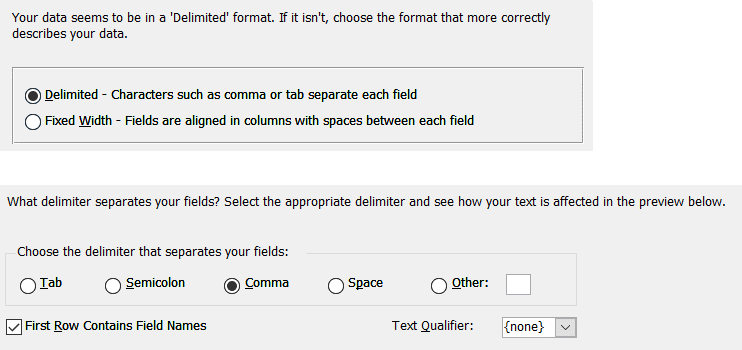 Your data seems to be in a 'Delimited' format. If it isn't, choose the format that more correctly
describes your data.
Delimited - Characters such as comma or tab separate each field
Fixed Width - Fields are aligned in columns with spaces between each field
What delimiter separates your fields? Select the appropriate delimiter and see how your text is affected in the preview below.
Choose the delimiter that separates your fields:
Tab Semicolon Comma Space Other:
First Row Contains Field Names Text Qualifier: {none}